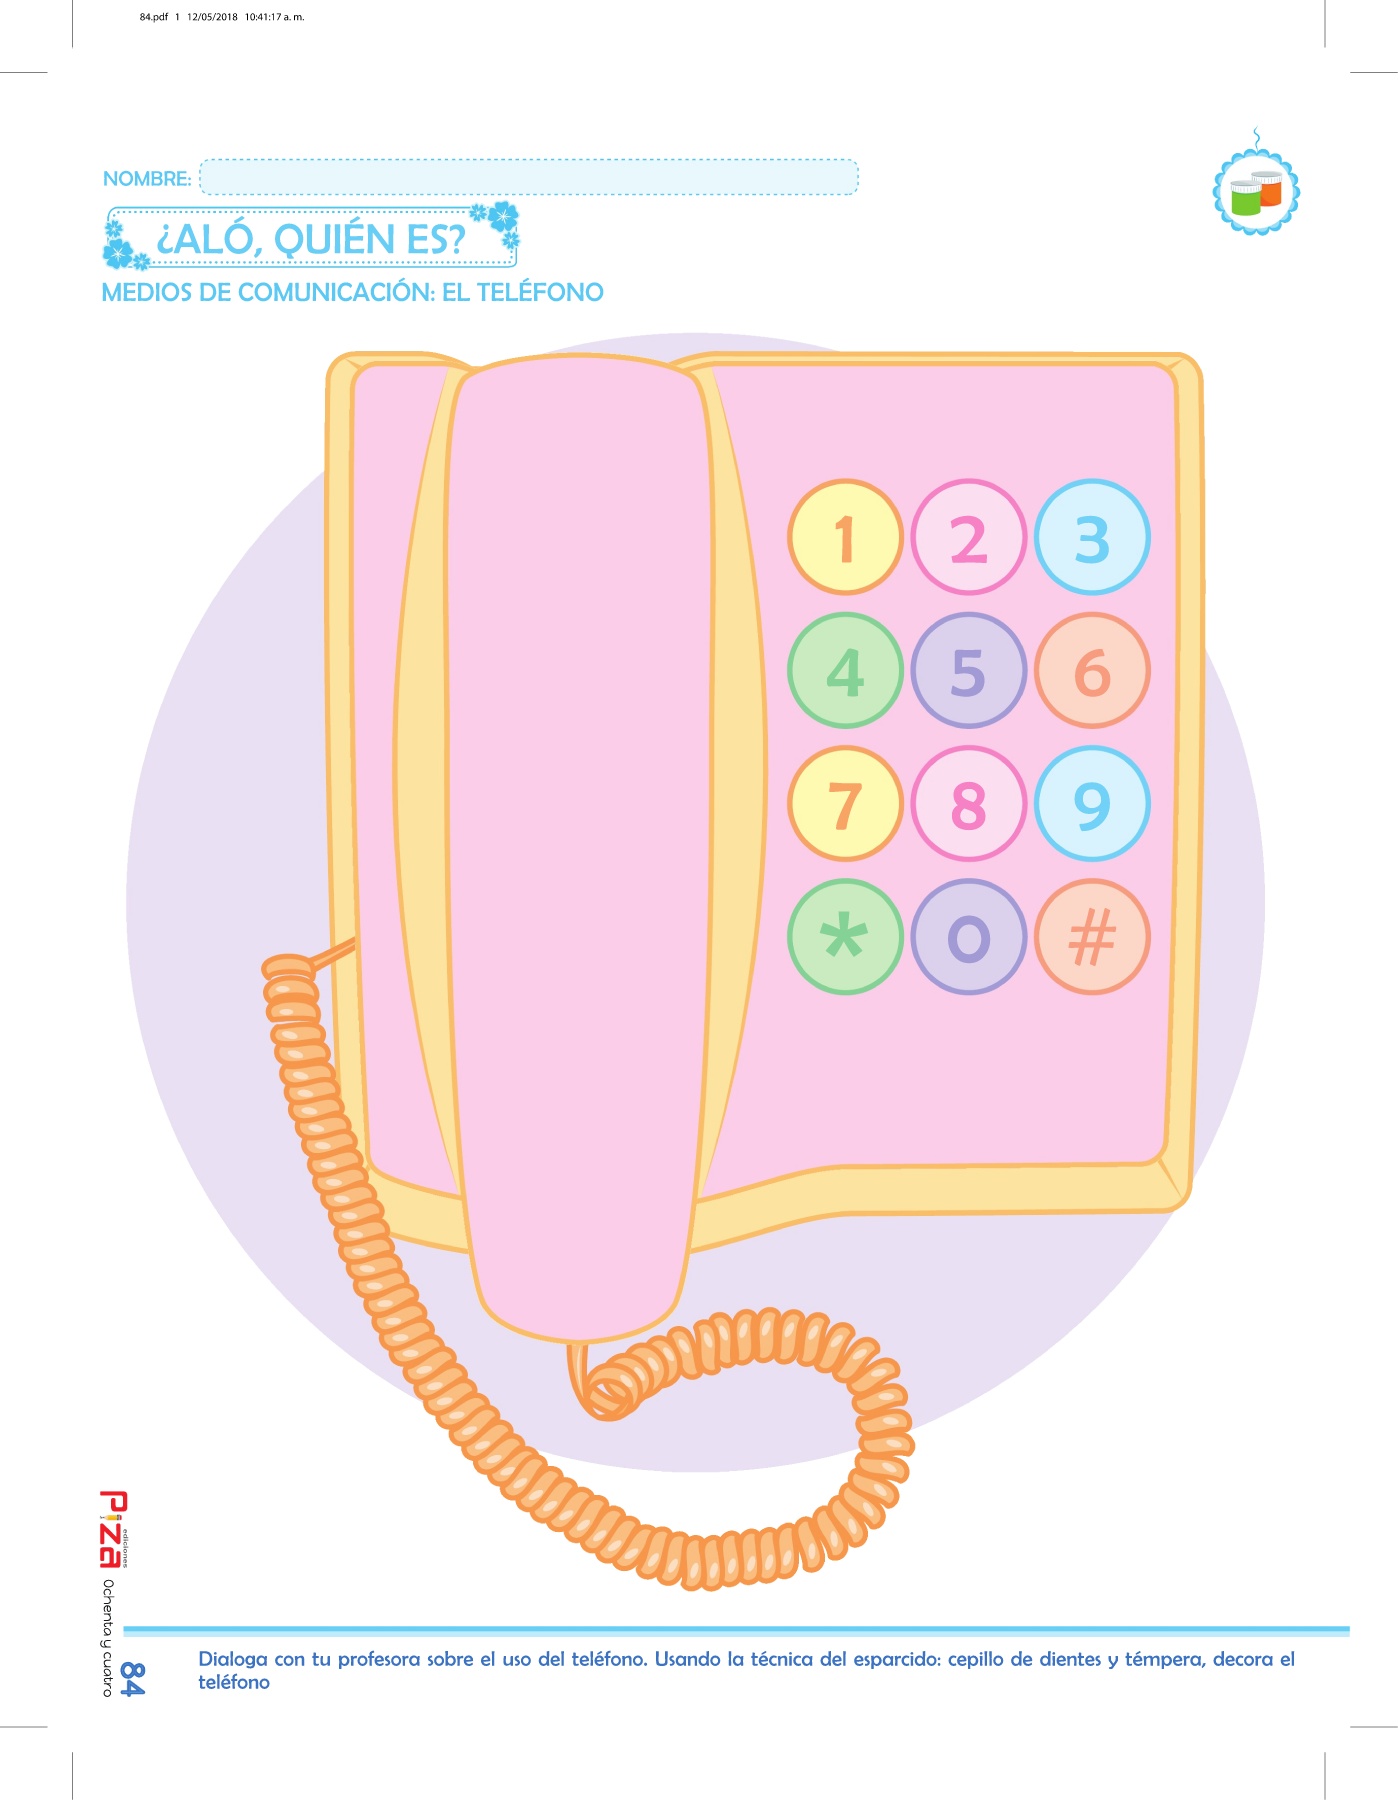 84.pdf 1 12/05/2018 10:41:17 a. m.
NOMBRE:
¿ALÓ, QUIÉN ES?
MEDIOS DE COMUNICACIÓN: EL TELÉFONO
1 2 3
4 5 6
7 8 9
* 0 #
Piza
ediciones
Ochenta y cuatro
84
Dialoga con tu profesora sobre el uso del teléfono. Usando la técnica del esparcido: cepillo de dientes y témpera, decora el
teléfono